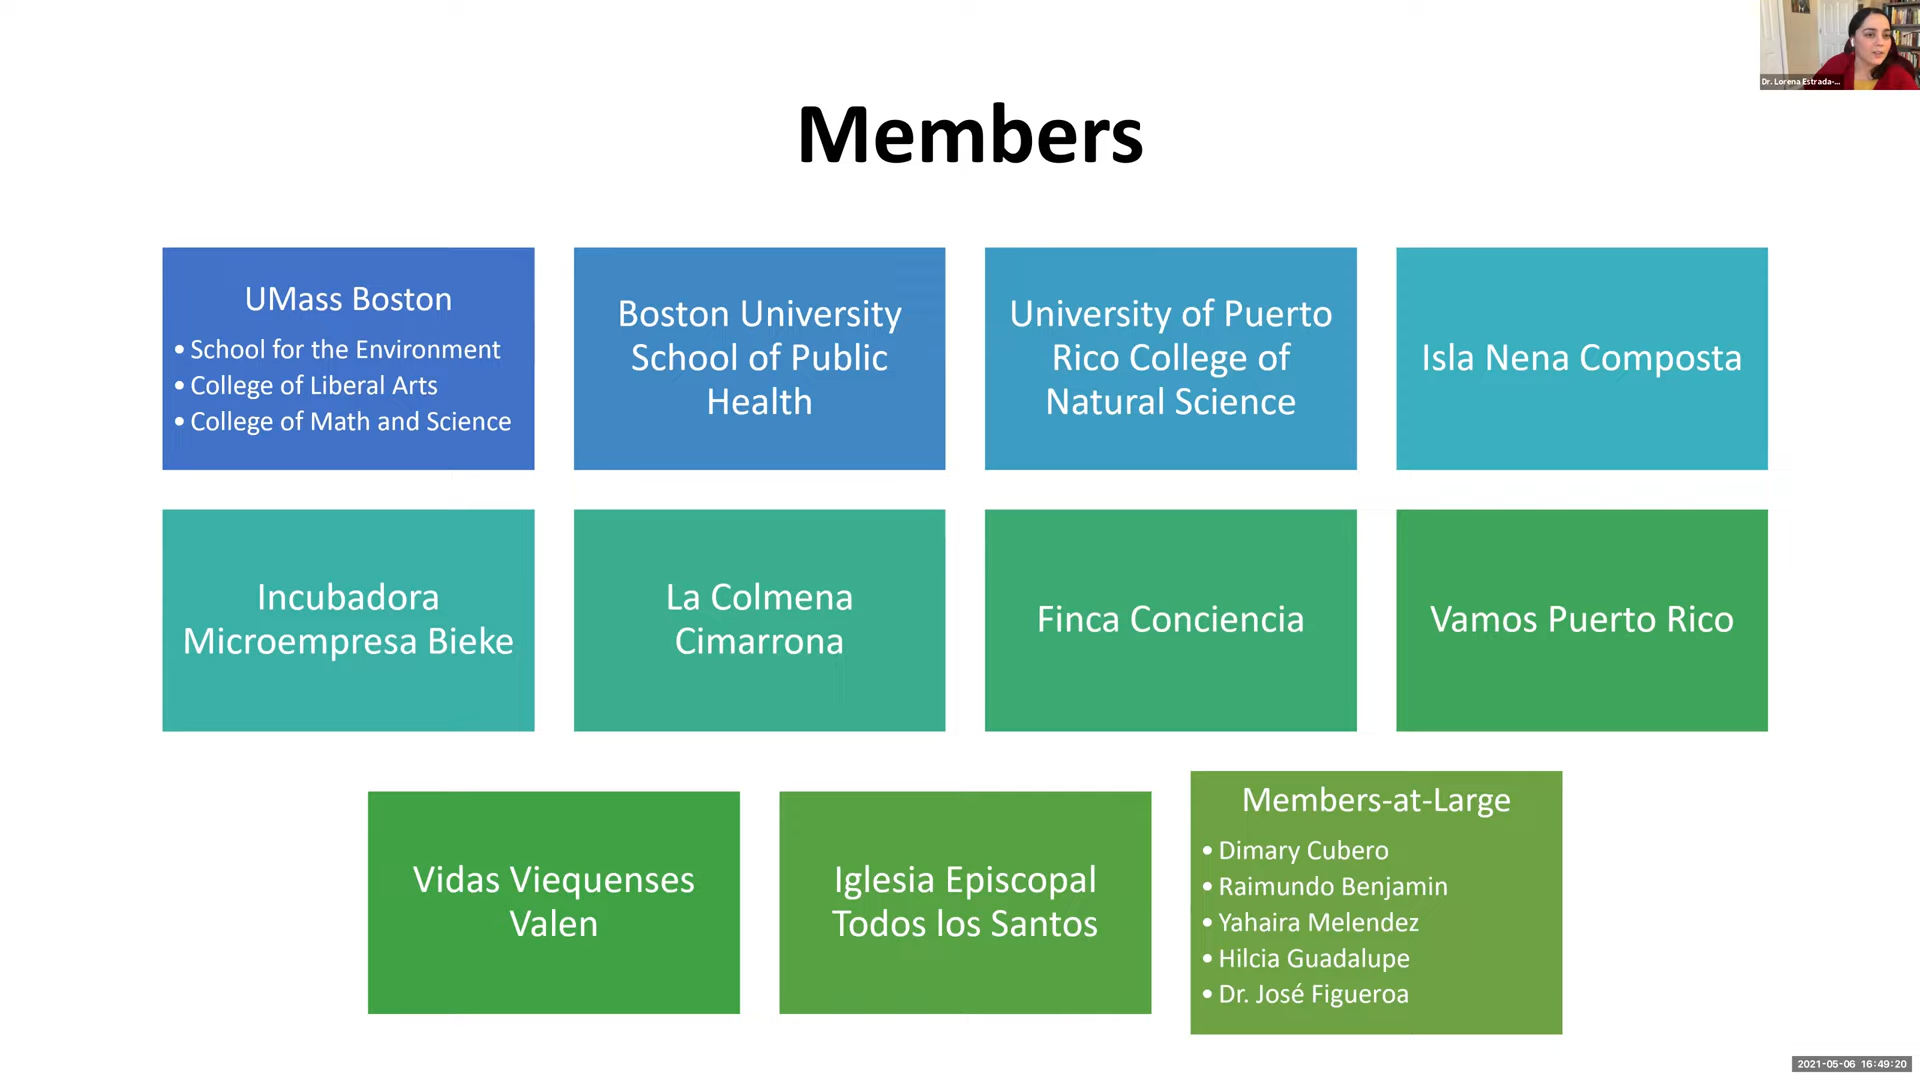 Dr. Lorena Estrada-...
Members
UMass Boston
• School for the Environment
• College of Liberal Arts
• College of Math and Science
Boston University
School of Public
Health
University of Puerto
Rico College of
Natural Science
Isla Nena Composta
Incubadora
Microempresa Bieke
La Colmena
Cimarrona
Finca Conciencia
Vamos Puerto Rico
Vidas Viequenses
Valen
Iglesia Episcopal
Todos los Santos
Members-at-Large
• Dimary Cubero
• Raimundo Benjamin
• Yahaira Melendez
• Hilcia Guadalupe
• Dr. José Figueroa
2021-05-06 16:49:20